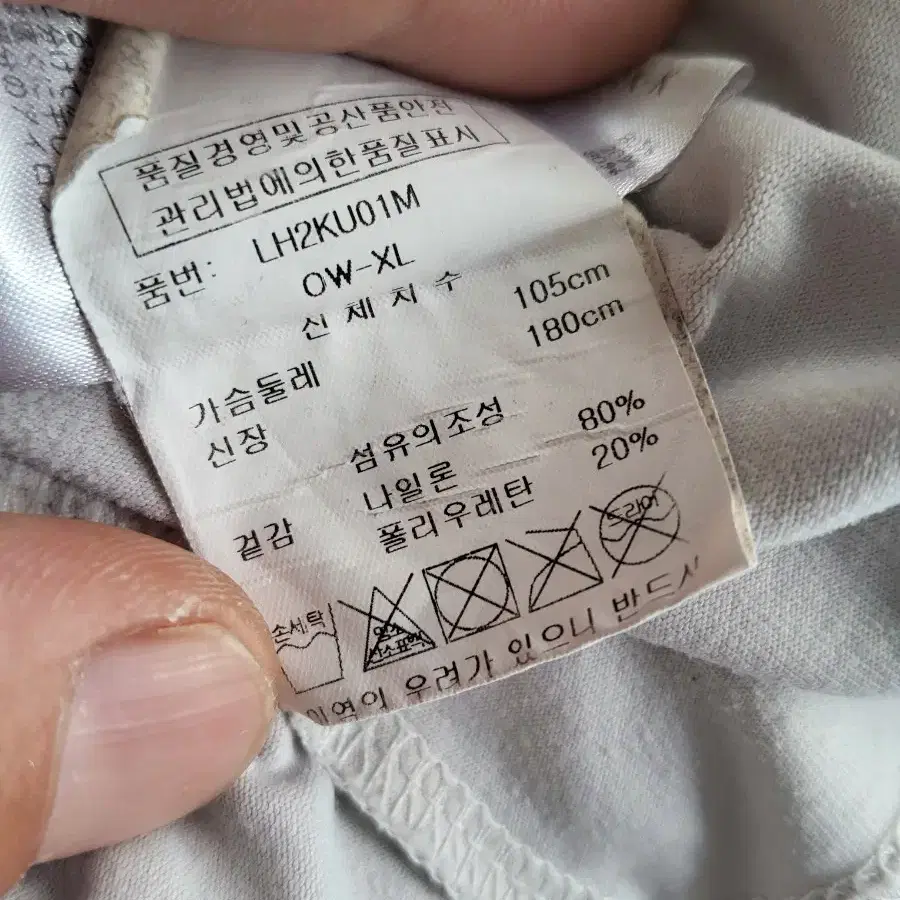 품질경영및공산품안전
관리법에의한품질표시
품번: LH2KU01M
OW-XL
신체치수
가슴둘레 105cm
신장 180cm
섬유의조성
겉감 나일론 80%
폴리우레탄 20%
손세탁
드라이
이염의 우려가 있으니 반드시